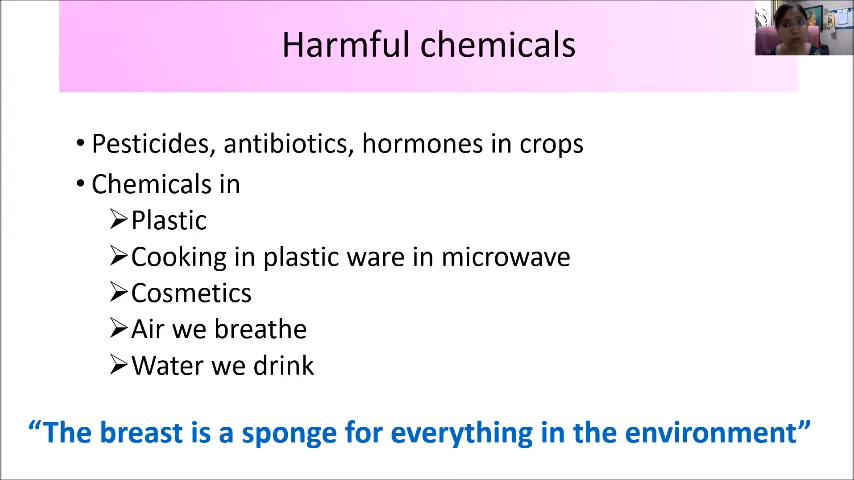 Harmful chemicals
• Pesticides, antibiotics, hormones in crops
• Chemicals in
➢Plastic
➢Cooking in plastic ware in microwave
➢Cosmetics
➢Air we breathe
➢Water we drink
“The breast is a sponge for everything in the environment”